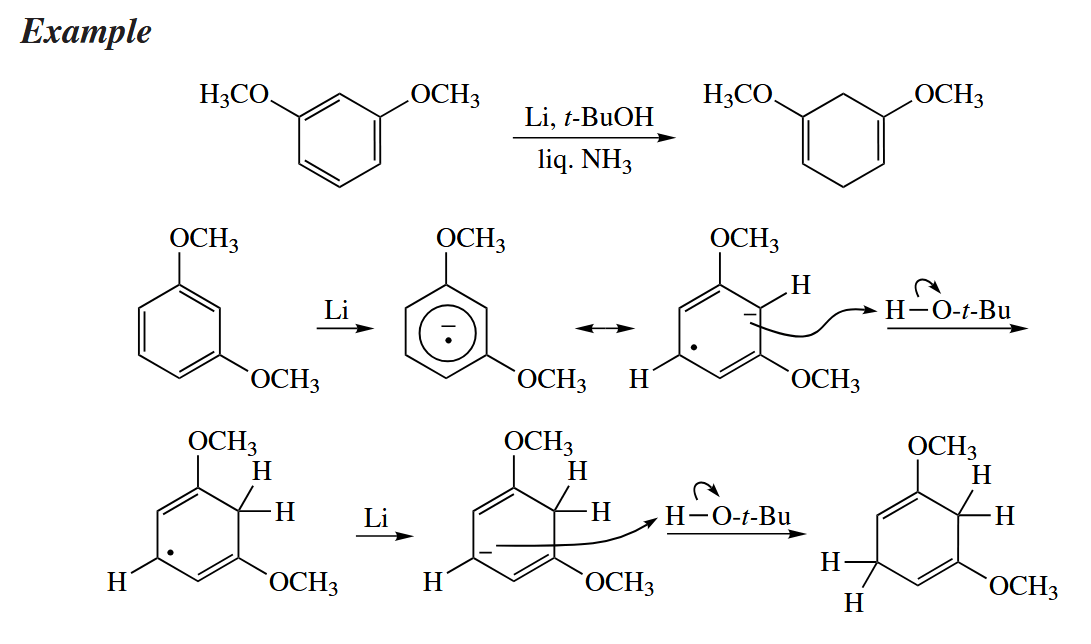 Example
H₃CO OCH₃ Li, t-BuOH liq. NH₃ H₃CO OCH₃
OCH₃ OCH₃ Li OCH₃ – • OCH₃ OCH₃ H – • H OCH₃ H–O-t-Bu
OCH₃ H H • H OCH₃ Li OCH₃ H H – H OCH₃ H–O-t-Bu OCH₃ H H H H OCH₃